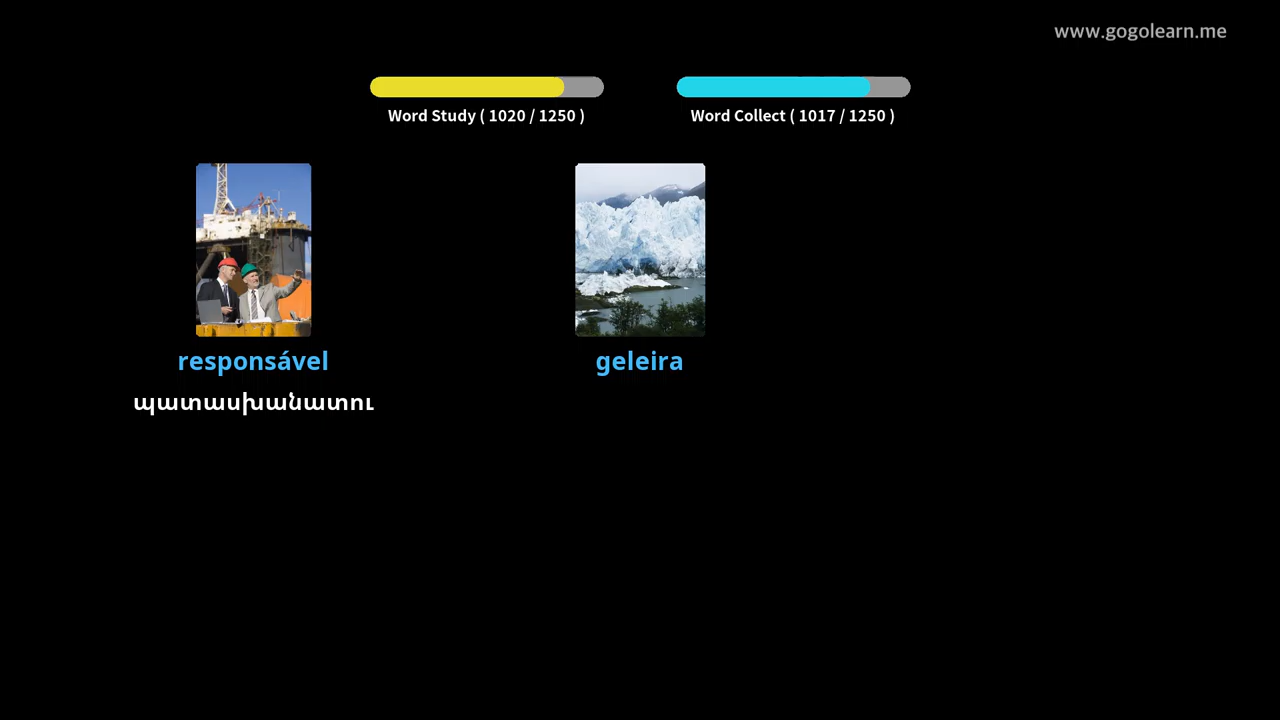 www.gogolearn.me
Word Study ( 1020 / 1250 )
Word Collect ( 1017 / 1250 )
responsável
geleira
պատասխանատու